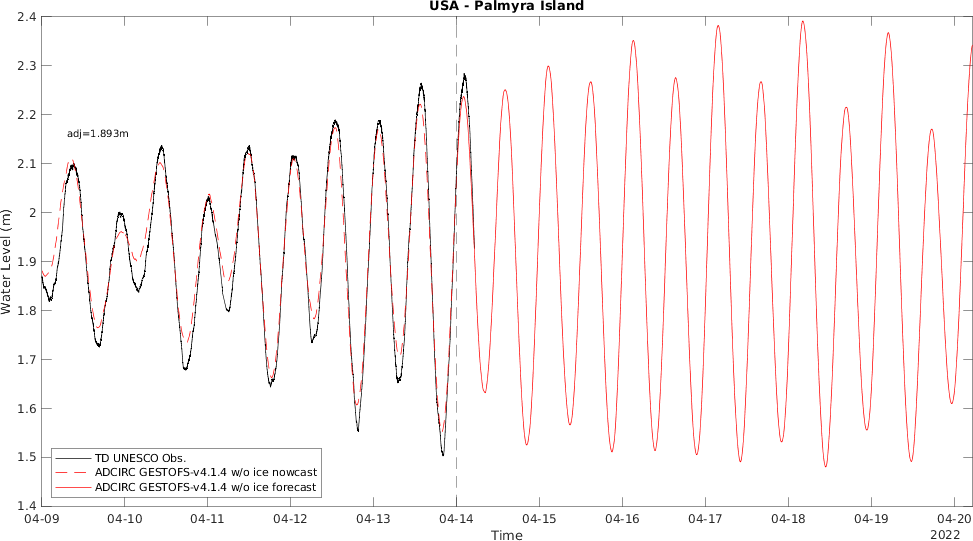 USA - Palmyra Island
2.4
2.3
2.2
2.1
2
1.9
1.8
1.7
1.6
1.5
1.4
Water Level (m)
adj=1.893m
TD UNESCO Obs.
ADCIRC GESTOFS-v4.1.4 w/o ice nowcast
ADCIRC GESTOFS-v4.1.4 w/o ice forecast
04-09 04-10 04-11 04-12 04-13 04-14 04-15 04-16 04-17 04-18 04-19 04-20
Time
2022